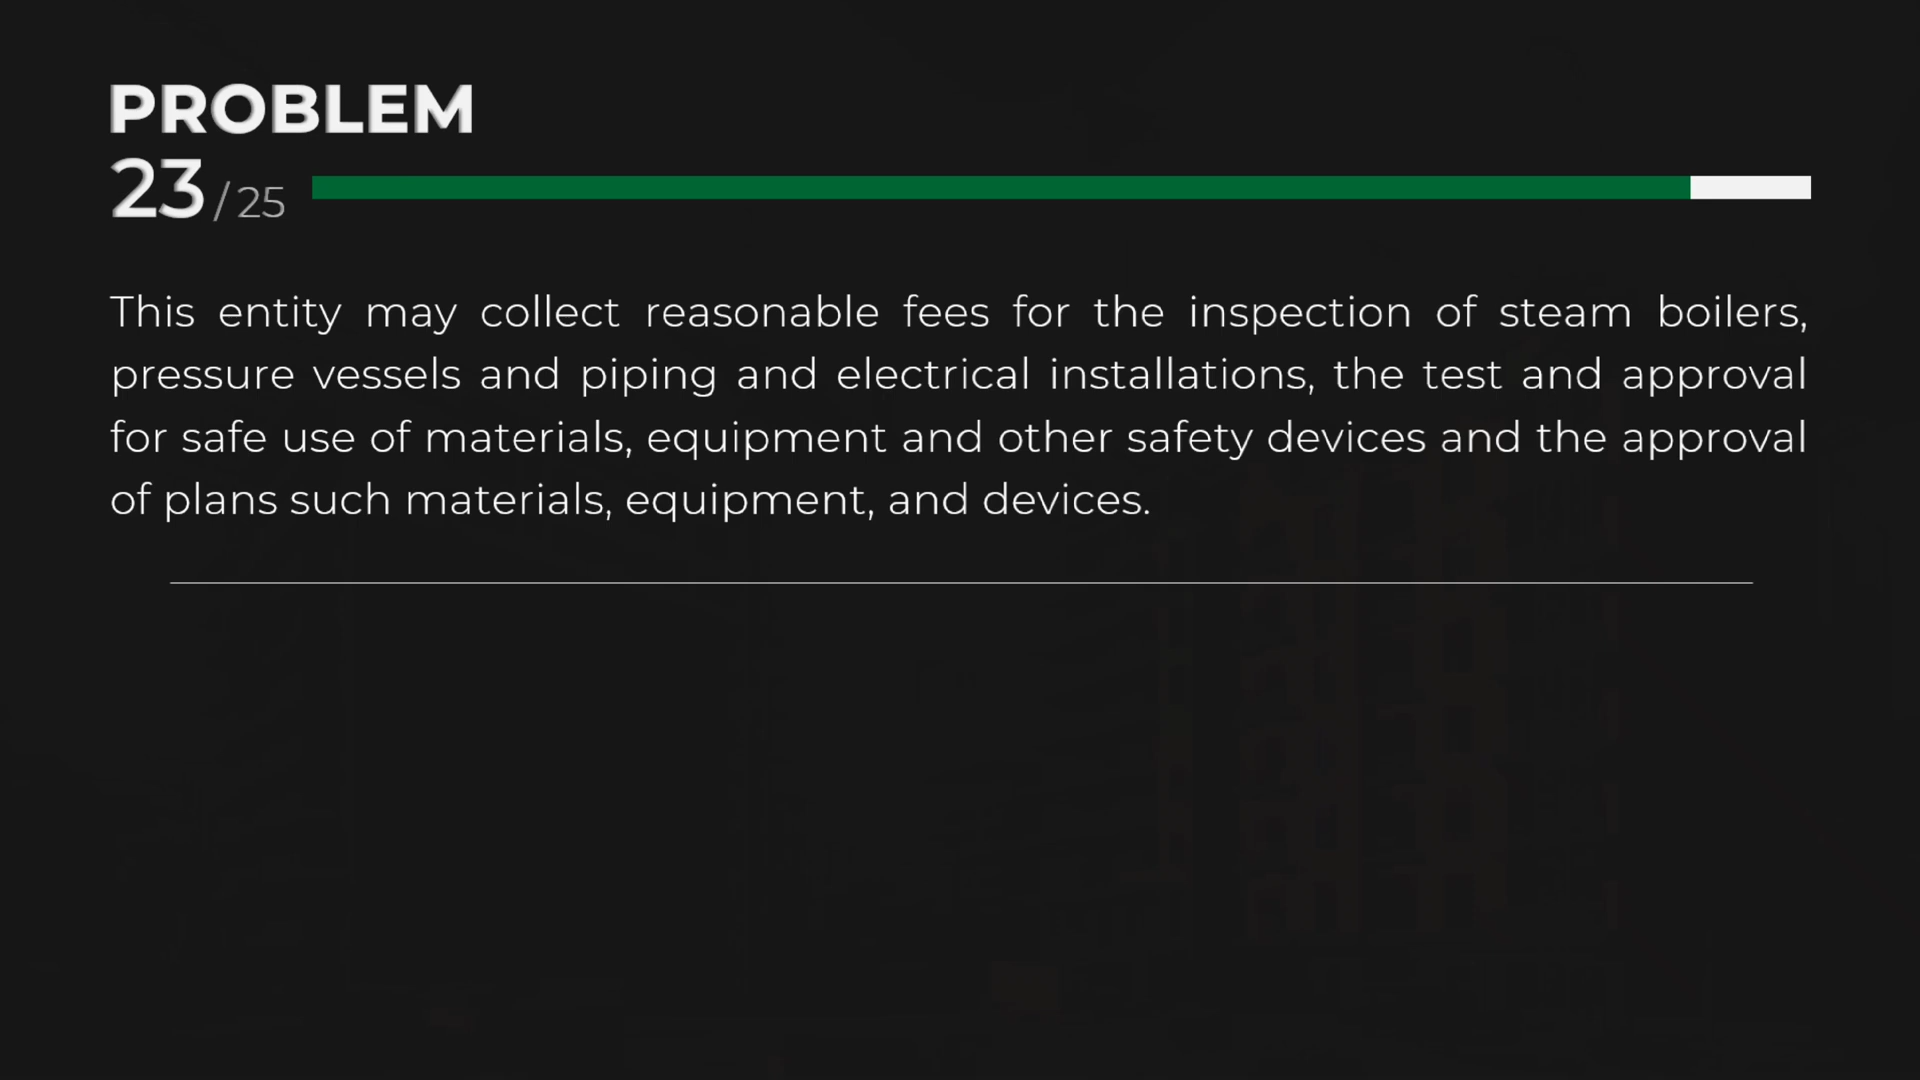 PROBLEM
23/25
This entity may collect reasonable fees for the inspection of steam boilers,
pressure vessels and piping and electrical installations, the test and approval
for safe use of materials, equipment and other safety devices and the approval
of plans such materials, equipment, and devices.